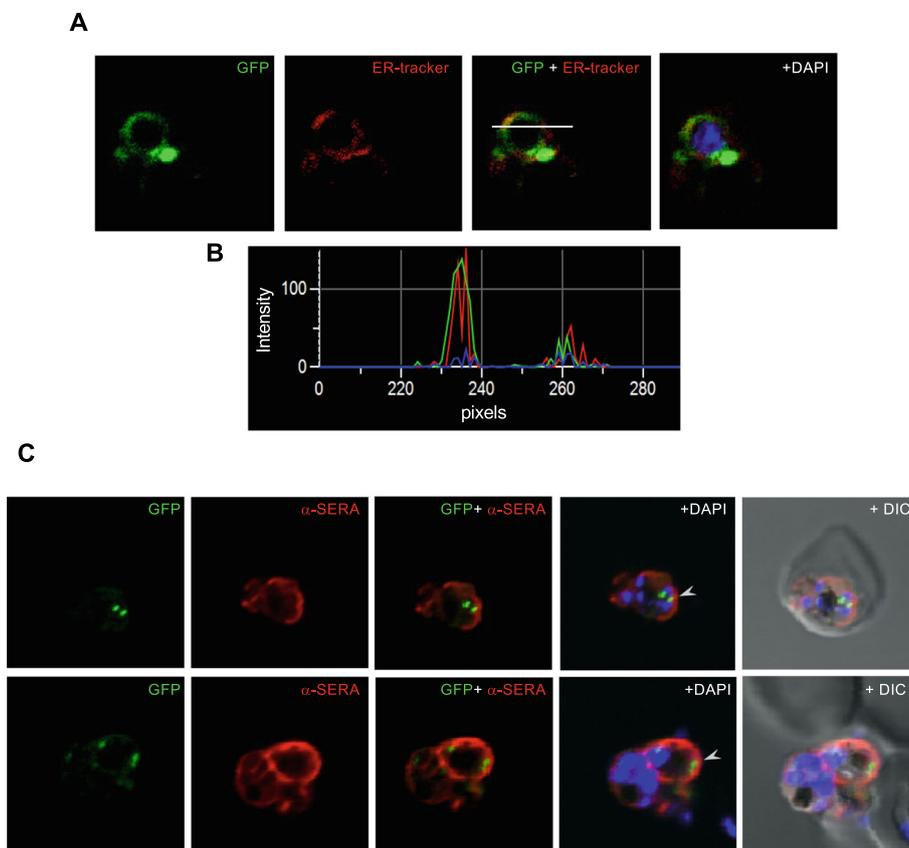 A
GFP
ER-tracker
GFP + ER-tracker
+DAPI
B
Intensity
100
0
0 220 240 260 280
pixels
C
GFP
α-SERA
GFP+ α-SERA
+DAPI
+ DIC
GFP
α-SERA
GFP+ α-SERA
+DAPI
+ DIC